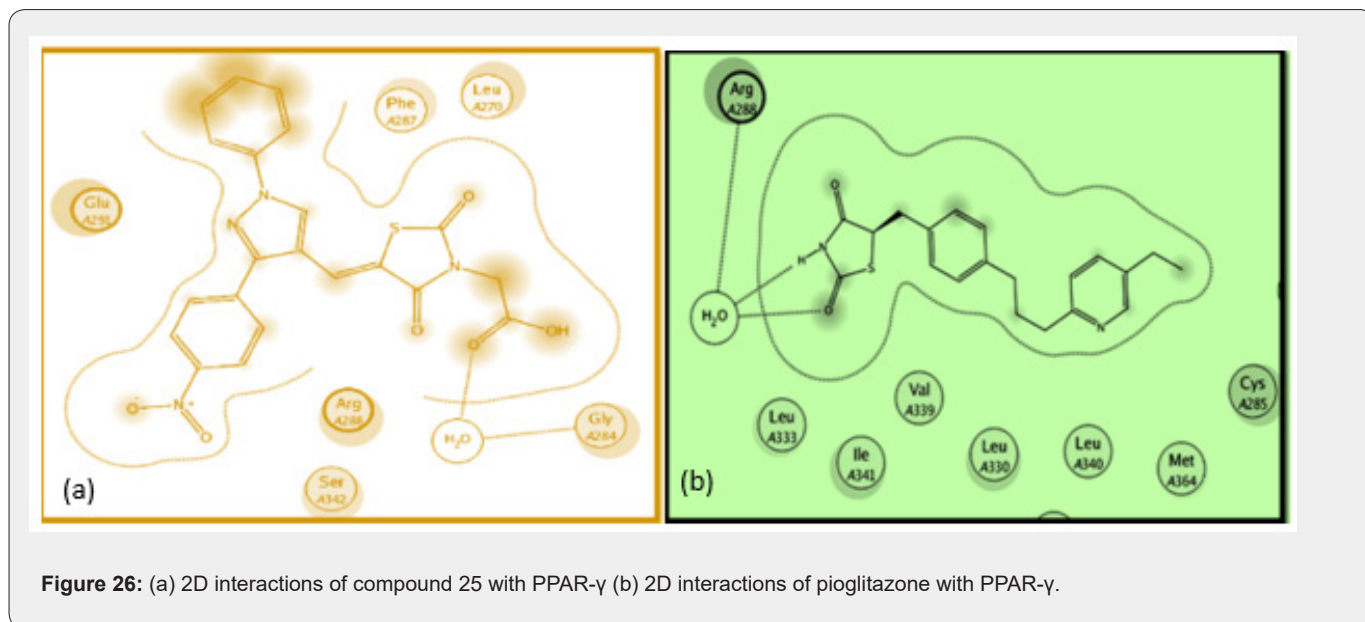 Phe
A287
Leu
A270
Glu
A291
N
N
S
O
N
O
O
OH
O⁻
N⁺
O
Arg
A288
H₂O
Gly
A284
Ser
A342
(a)
Arg
A288
O
N
H
S
O
H₂O
N
Val
A339
Cys
A285
Leu
A333
Ile
A341
Leu
A330
Leu
A340
Met
A364
(b)
Figure 26: (a) 2D interactions of compound 25 with PPAR-γ (b) 2D interactions of pioglitazone with PPAR-γ.